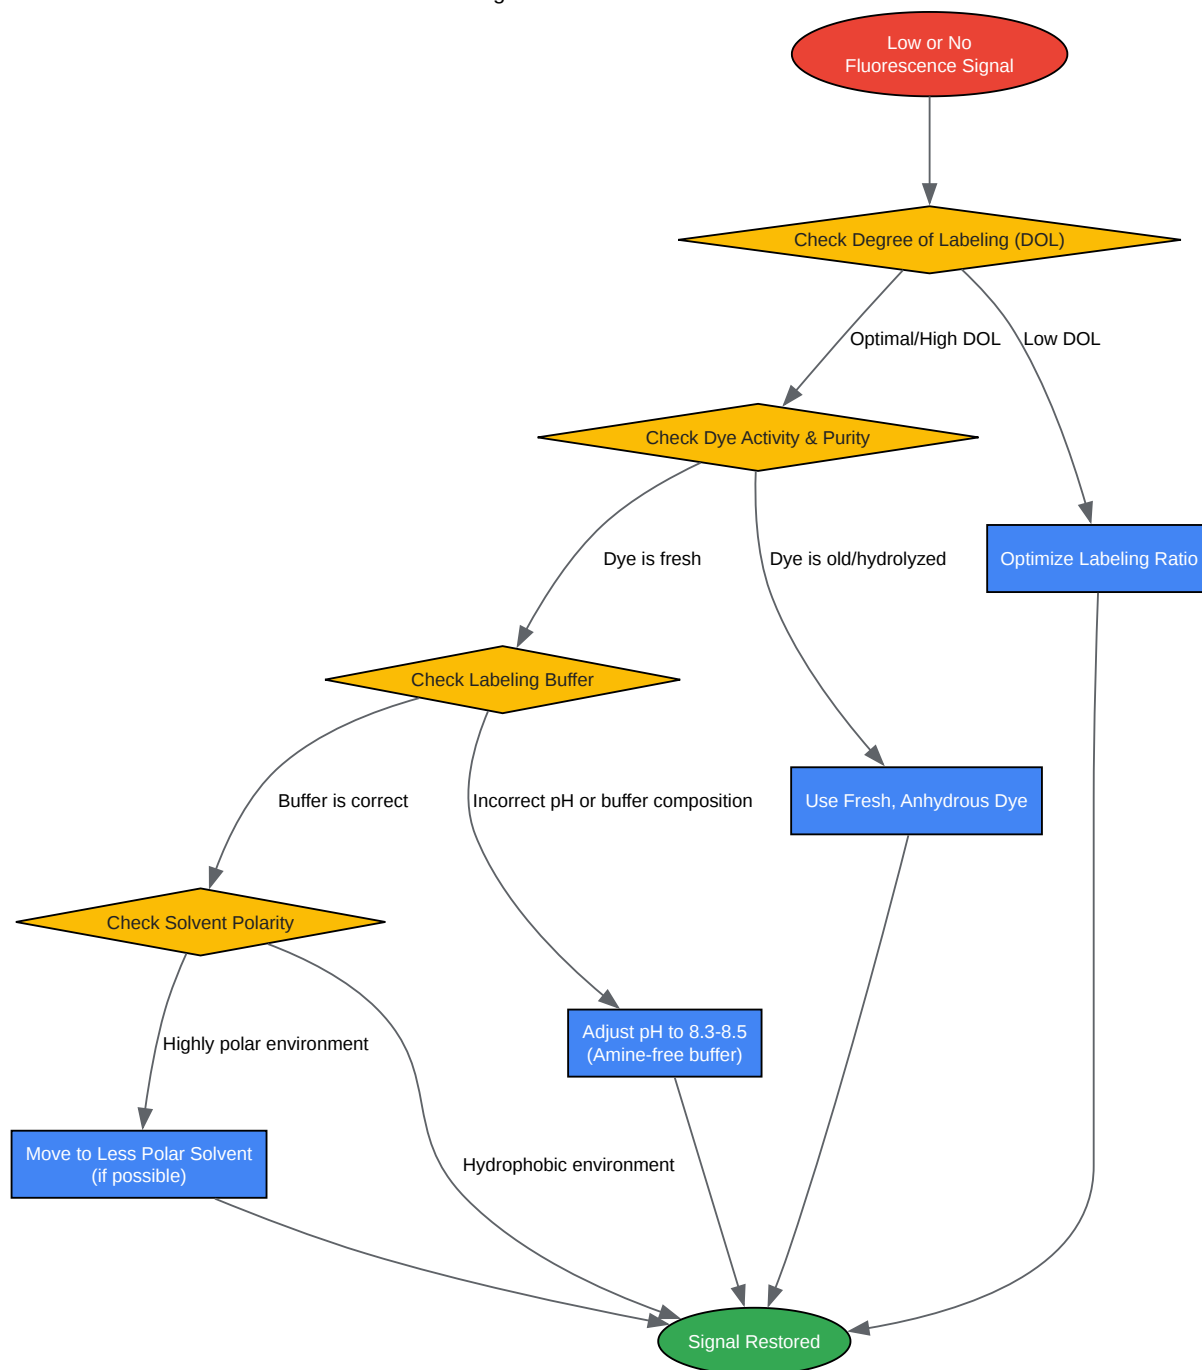 Low or No
Fluorescence Signal
Check Degree of Labeling (DOL)
Optimal/High DOL
Low DOL
Check Dye Activity & Purity
Dye is fresh
Dye is old/hydrolyzed
Optimize Labeling Ratio
Check Labeling Buffer
Buffer is correct
Incorrect pH or buffer composition
Use Fresh, Anhydrous Dye
Check Solvent Polarity
Highly polar environment
Adjust pH to 8.3-8.5
(Amine-free buffer)
Move to Less Polar Solvent
(if possible)
Hydrophobic environment
Signal Restored